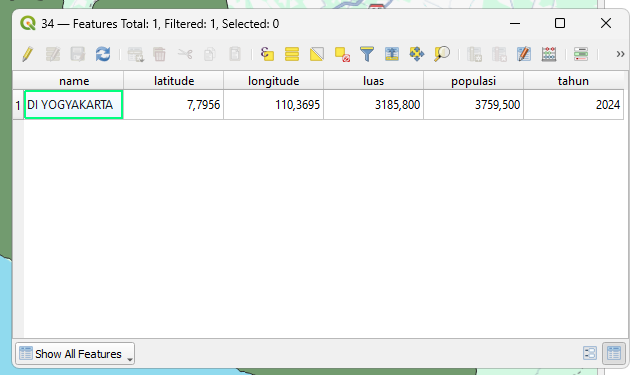 34 — Features Total: 1, Filtered: 1, Selected: 0
name latitude longitude luas populasi tahun
1 DI YOGYAKARTA 7,7956 110,3695 3185,800 3759,500 2024
Show All Features